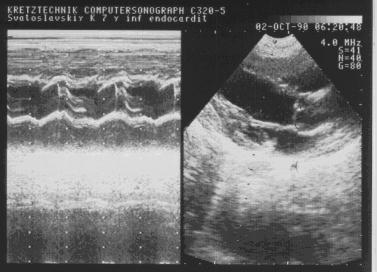 KRETZTECHNIK COMPUTERSONOGRAPH C320-5
Svatoslavskiy K 7 y inf endocardit
02-OCT-90 06:20:48
4.0 MHz
S=41
N=40
G=80